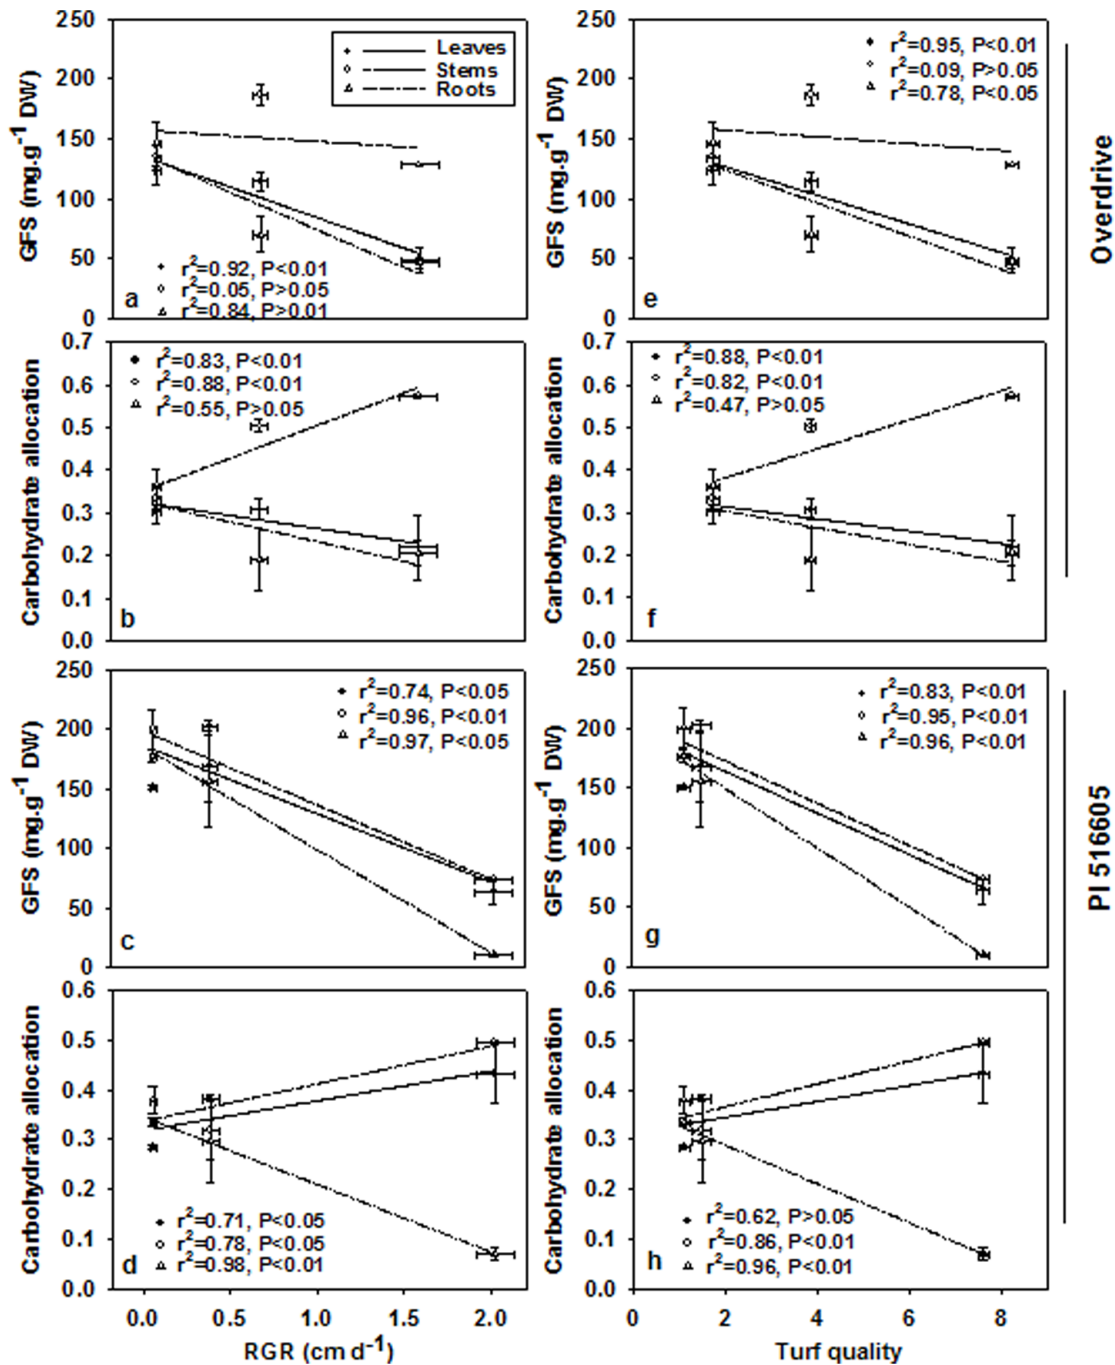 250
200
150
100
50
0
GFS (mg.g-1 DW)
Leaves
Stems
Roots
r2=0.92, P<0.01
r2=0.05, P>0.05
r2=0.84, P>0.01
a
250
200
150
100
50
0
GFS (mg.g-1 DW)
r2=0.95, P<0.01
r2=0.09, P>0.05
r2=0.78, P<0.05
e
Overdrive
0.7
0.6
0.5
0.4
0.3
0.2
0.1
0.0
Carbohydrate allocation
r2=0.83, P<0.01
r2=0.88, P<0.01
r2=0.55, P>0.05
b
0.7
0.6
0.5
0.4
0.3
0.2
0.1
0.0
Carbohydrate allocation
r2=0.88, P<0.01
r2=0.82, P<0.01
r2=0.47, P>0.05
f
250
200
150
100
50
0
GFS (mg.g-1 DW)
r2=0.74, P<0.05
r2=0.96, P<0.01
r2=0.97, P<0.05
c
250
200
150
100
50
0
GFS (mg.g-1 DW)
r2=0.83, P<0.01
r2=0.95, P<0.01
r2=0.96, P<0.01
g
PI 516605
0.6
0.5
0.4
0.3
0.2
0.1
0.0
Carbohydrate allocation
r2=0.71, P<0.05
r2=0.78, P<0.05
r2=0.98, P<0.01
d
0.0 0.5 1.0 1.5 2.0
RGR (cm d-1)
0.6
0.5
0.4
0.3
0.2
0.1
0.0
Carbohydrate allocation
r2=0.62, P>0.05
r2=0.86, P<0.01
r2=0.96, P<0.01
h
0 2 4 6 8
Turf quality